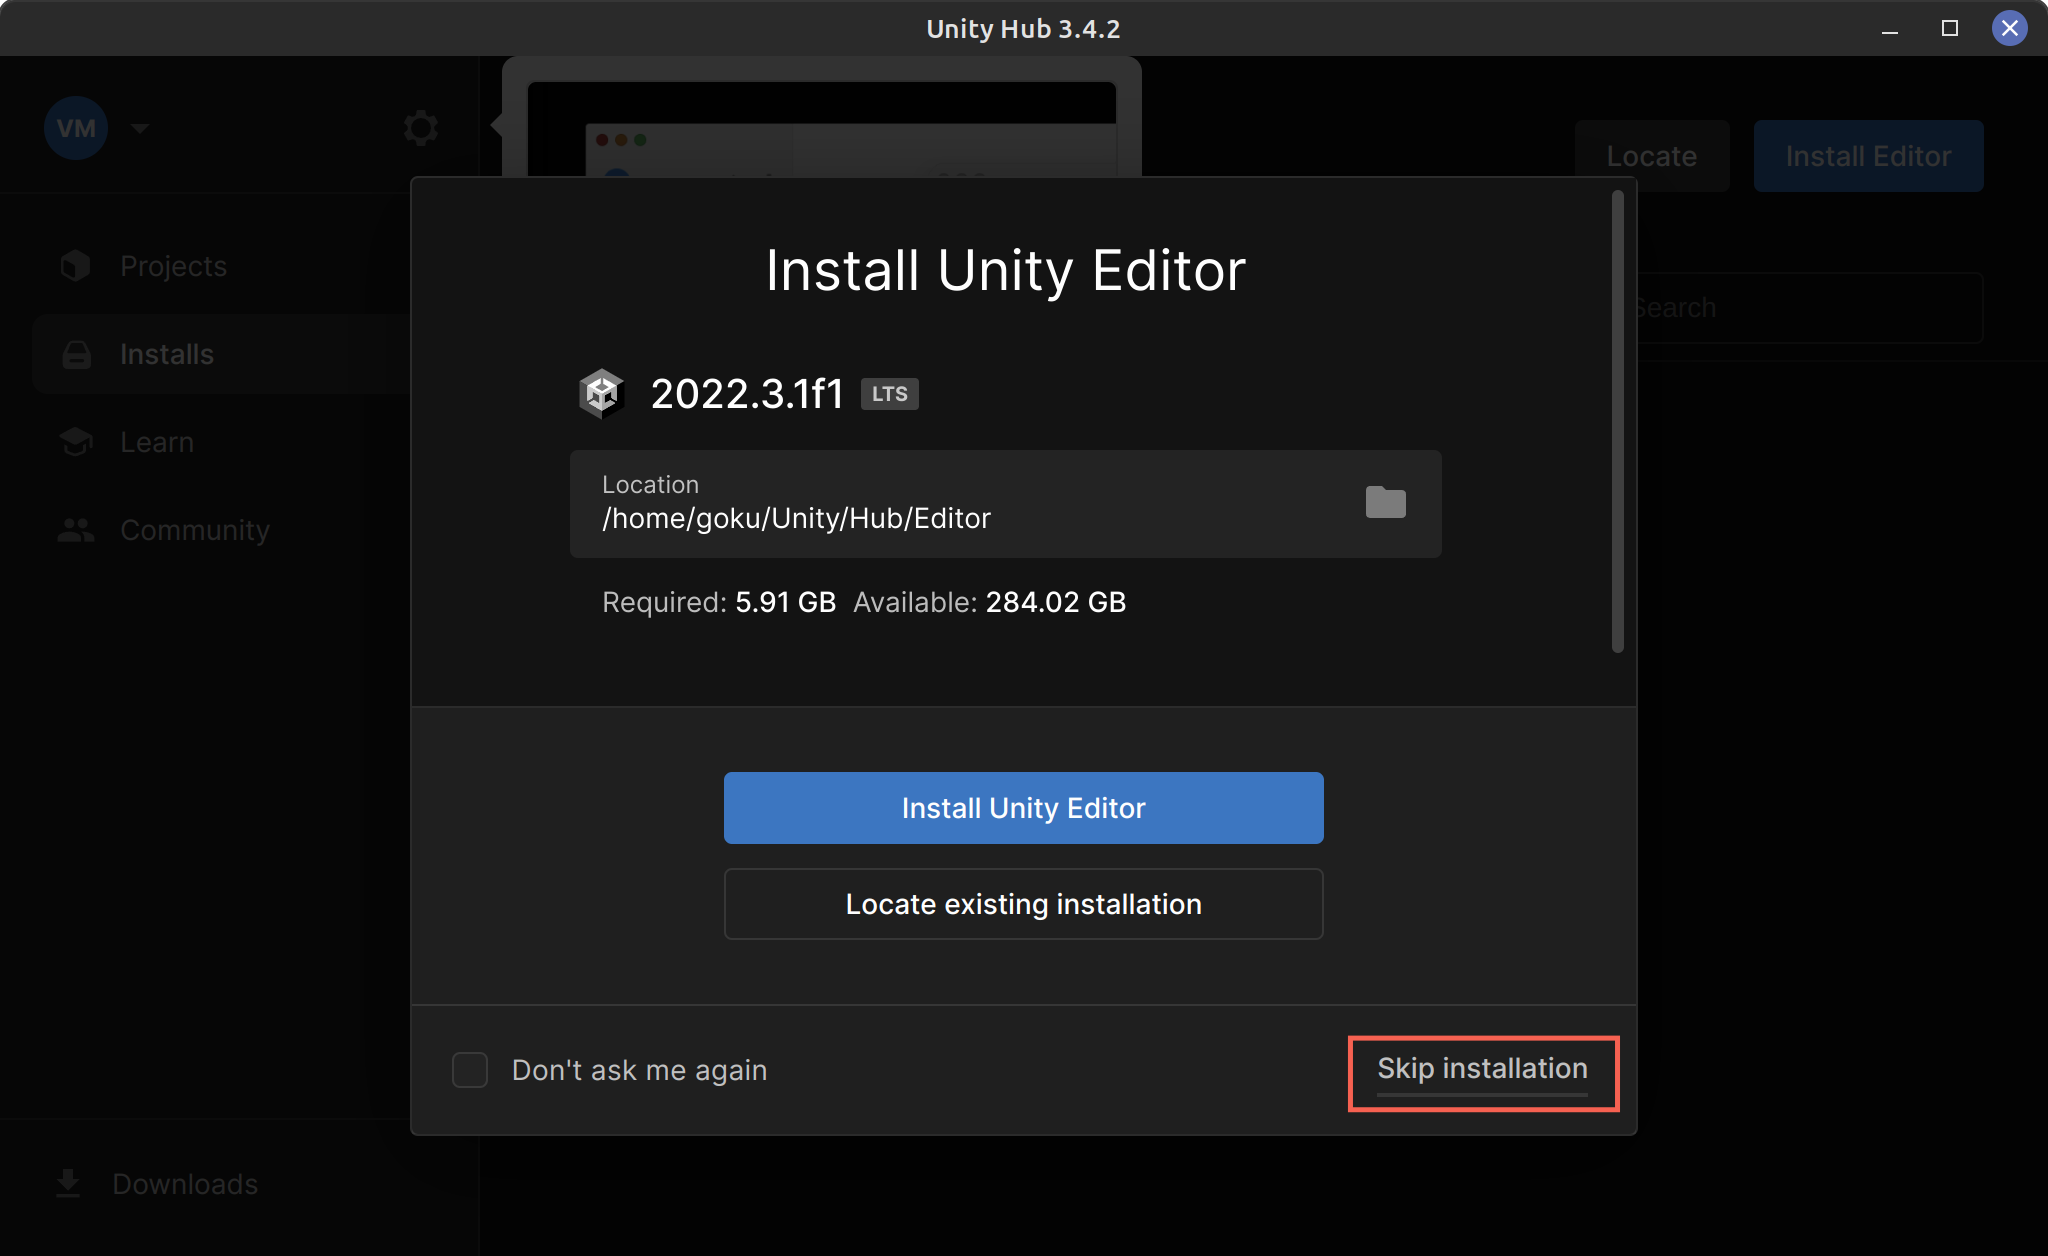 Unity Hub 3.4.2
VM
Locate
Install Editor
Projects
Installs
Learn
Community
Search
Install Unity Editor
2022.3.1f1 LTS
Location
/home/goku/Unity/Hub/Editor
Required: 5.91 GB Available: 284.02 GB
Install Unity Editor
Locate existing installation
Don't ask me again
Skip installation
Downloads